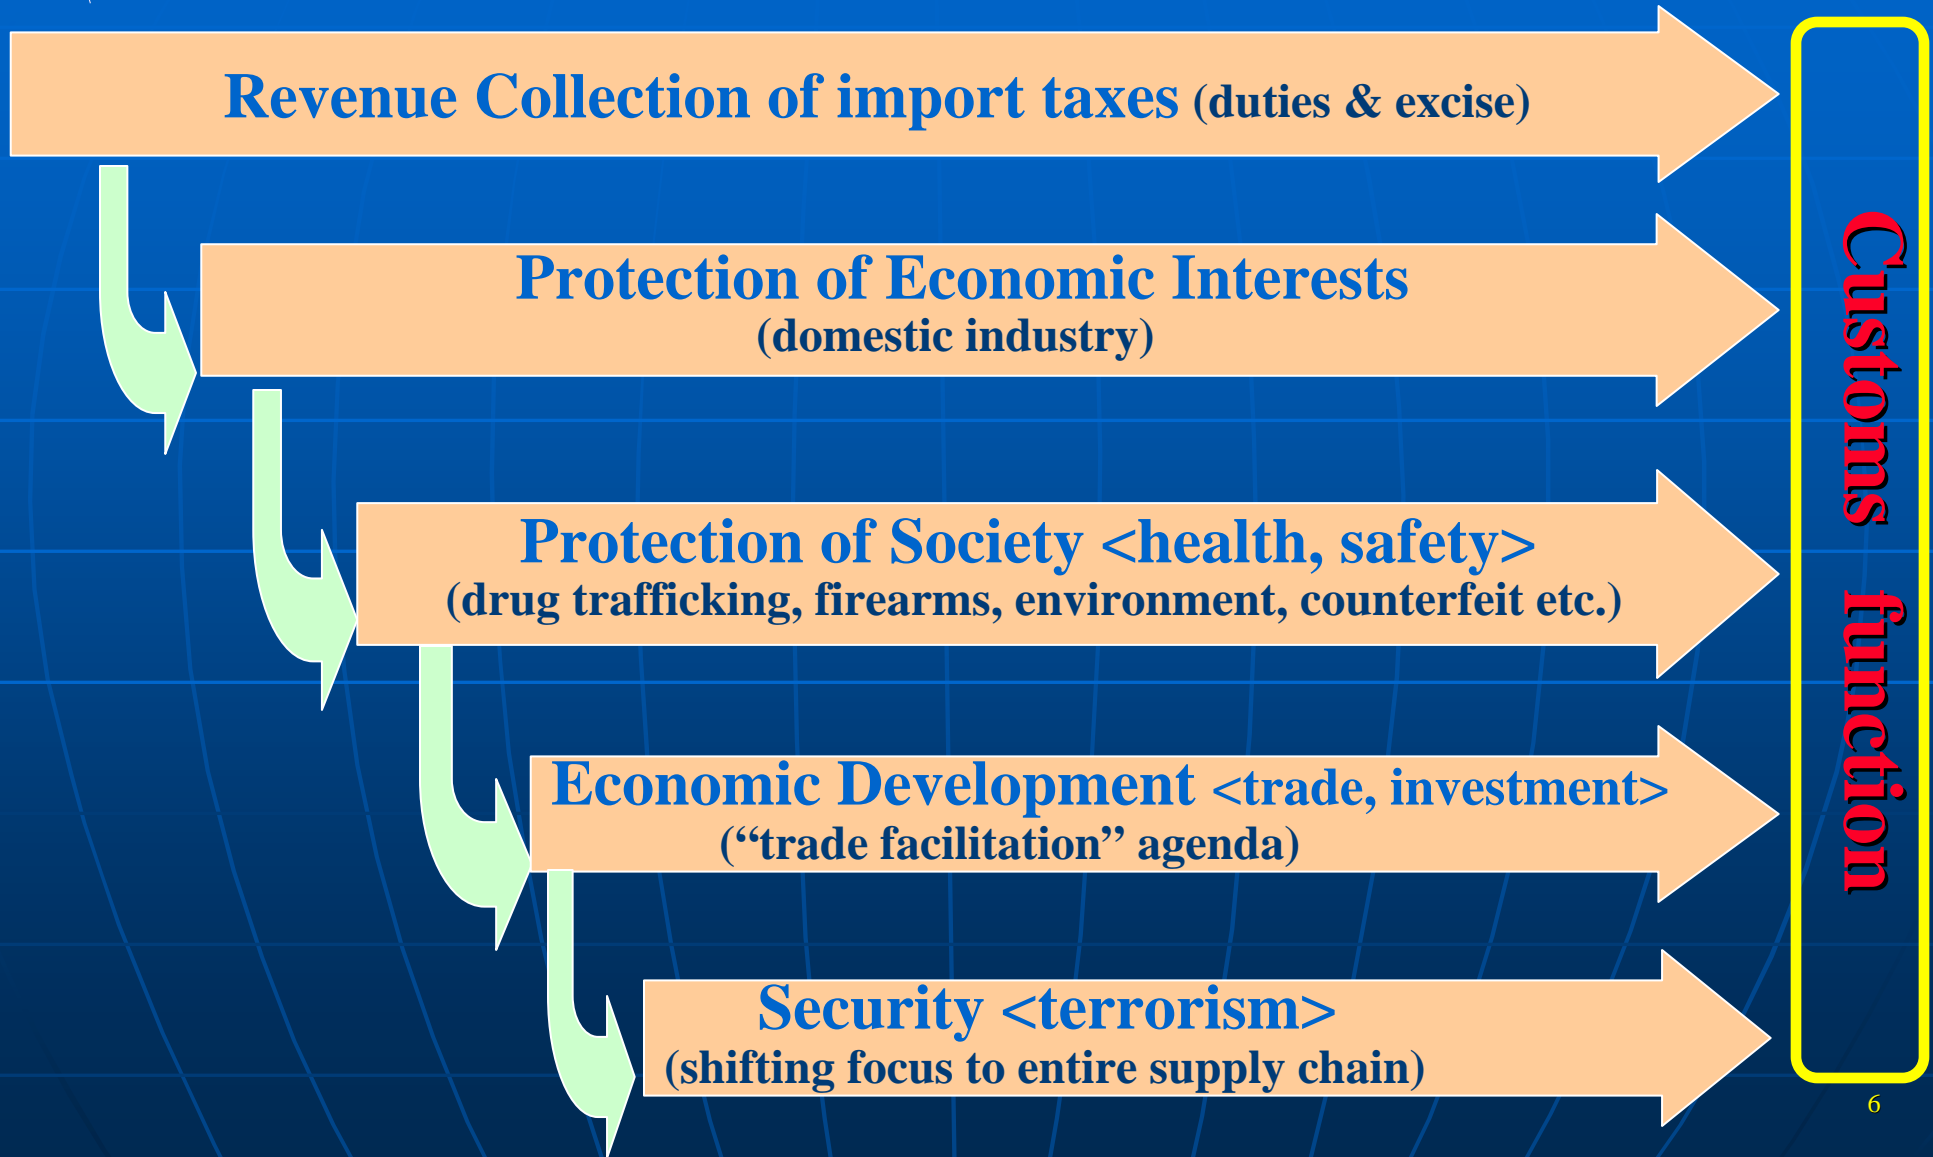 Revenue Collection of import taxes (duties & excise)
Protection of Economic Interests
(domestic industry)
Protection of Society <health, safety>
(drug trafficking, firearms, environment, counterfeit etc.)
Economic Development <trade, investment>
(“trade facilitation” agenda)
Security <terrorism>
(shifting focus to entire supply chain)
Customs function
6